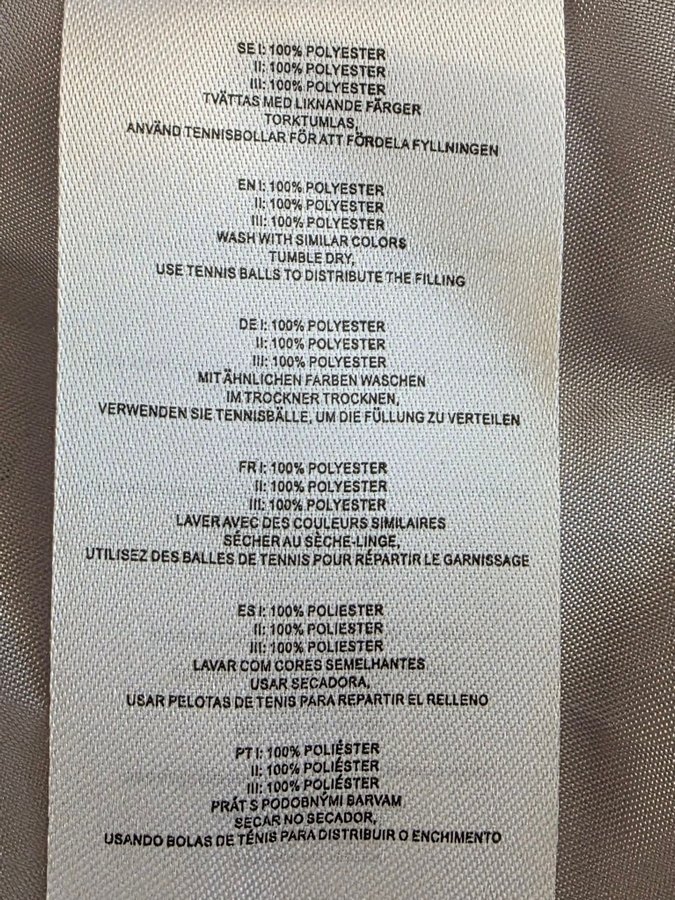 SE I: 100% POLYESTER
II: 100% POLYESTER
III: 100% POLYESTER
TVÄTTAS MED LIKNANDE FÄRGER
TORKTUMLAS,
ANVÄND TENNISBOLLAR FÖR ATT FÖRDELA FYLLNINGEN
EN I: 100% POLYESTER
II: 100% POLYESTER
III: 100% POLYESTER
WASH WITH SIMILAR COLORS
TUMBLE DRY,
USE TENNIS BALLS TO DISTRIBUTE THE FILLING
DE I: 100% POLYESTER
II: 100% POLYESTER
III: 100% POLYESTER
MIT ÄHNLICHEN FARBEN WASCHEN
IM TROCKNER TROCKNEN,
VERWENDEN SIE TENNISBÄLLE, UM DIE FÜLLUNG ZU VERTEILEN
FR I: 100% POLYESTER
II: 100% POLYESTER
III: 100% POLYESTER
LAVER AVEC DES COULEURS SIMILAIRES
SÉCHER AU SÈCHE-LINGE,
UTILISEZ DES BALLES DE TENNIS POUR RÉPARTIR LE GARNISSAGE
ES I: 100% POLIESTER
II: 100% POLIESTER
III: 100% POLIESTER
LAVAR COM CORES SEMELHANTES
USAR SECADORA,
USAR PELOTAS DE TENIS PARA REPARTIR EL RELLENO
PT I: 100% POLIÉSTER
II: 100% POLIÉSTER
III: 100% POLIÉSTER
PRÁT S PODOBNÝMI BARVAM
SECAR NO SECADOR,
USANDO BOLAS DE TÉNIS PARA DISTRIBUIR O ENCHIMENTO